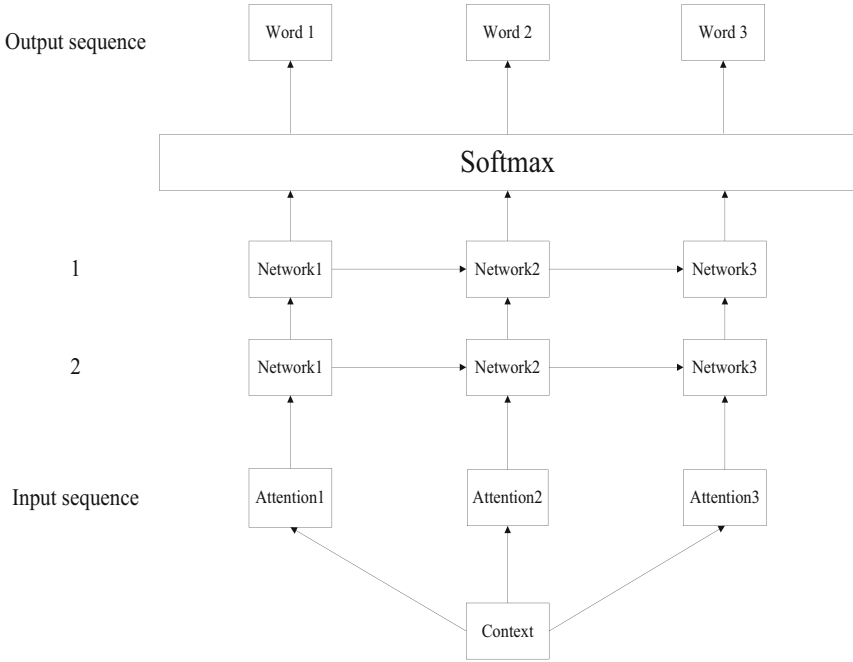 Output sequence
Word 1
Word 2
Word 3
Softmax
1
Network1
Network2
Network3
2
Network1
Network2
Network3
Input sequence
Attention1
Attention2
Attention3
Context